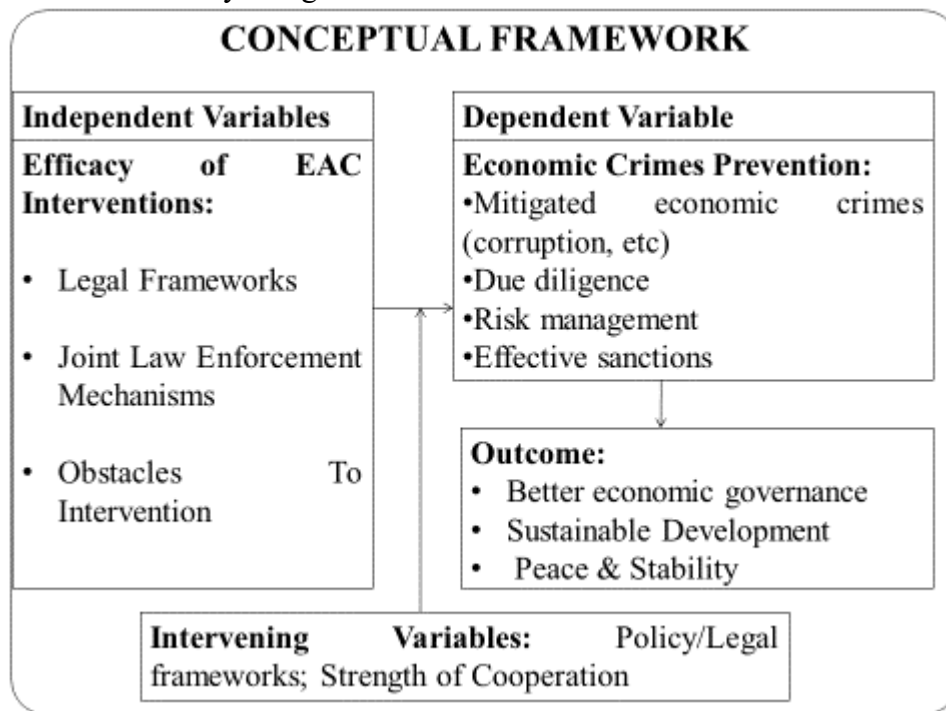 CONCEPTUAL FRAMEWORK
Independent Variables
Efficacy of EAC
Interventions:
• Legal Frameworks
• Joint Law Enforcement
Mechanisms
• Obstacles To
Intervention
Dependent Variable
Economic Crimes Prevention:
•Mitigated economic crimes
(corruption, etc)
•Due diligence
•Risk management
•Effective sanctions
Outcome:
• Better economic governance
• Sustainable Development
• Peace & Stability
Intervening Variables: Policy/Legal
frameworks; Strength of Cooperation